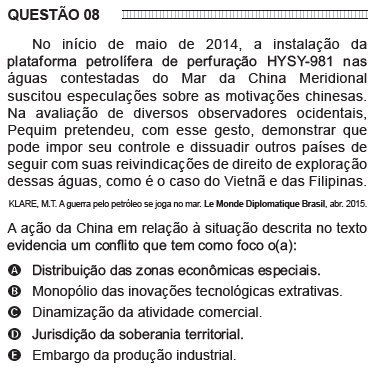 QUESTÃO 08
No início de maio de 2014, a instalação da
plataforma petrolífera de perfuração HYSY-981 nas
águas contestadas do Mar da China Meridional
suscitou especulações sobre as motivações chinesas.
Na avaliação de diversos observadores ocidentais,
Pequim pretendeu, com esse gesto, demonstrar que
pode impor seu controle e dissuadir outros países de
seguir com suas reivindicações de direito de exploração
dessas águas, como é o caso do Vietnã e das Filipinas.
KLARE, M.T. A guerra pelo petróleo se joga no mar. Le Monde Diplomatique Brasil, abr. 2015.
A ação da China em relação à situação descrita no texto
evidencia um conflito que tem como foco o(a):
A Distribuição das zonas econômicas especiais.
B Monopólio das inovações tecnológicas extrativas.
C Dinamização da atividade comercial.
D Jurisdição da soberania territorial.
E Embargo da produção industrial.